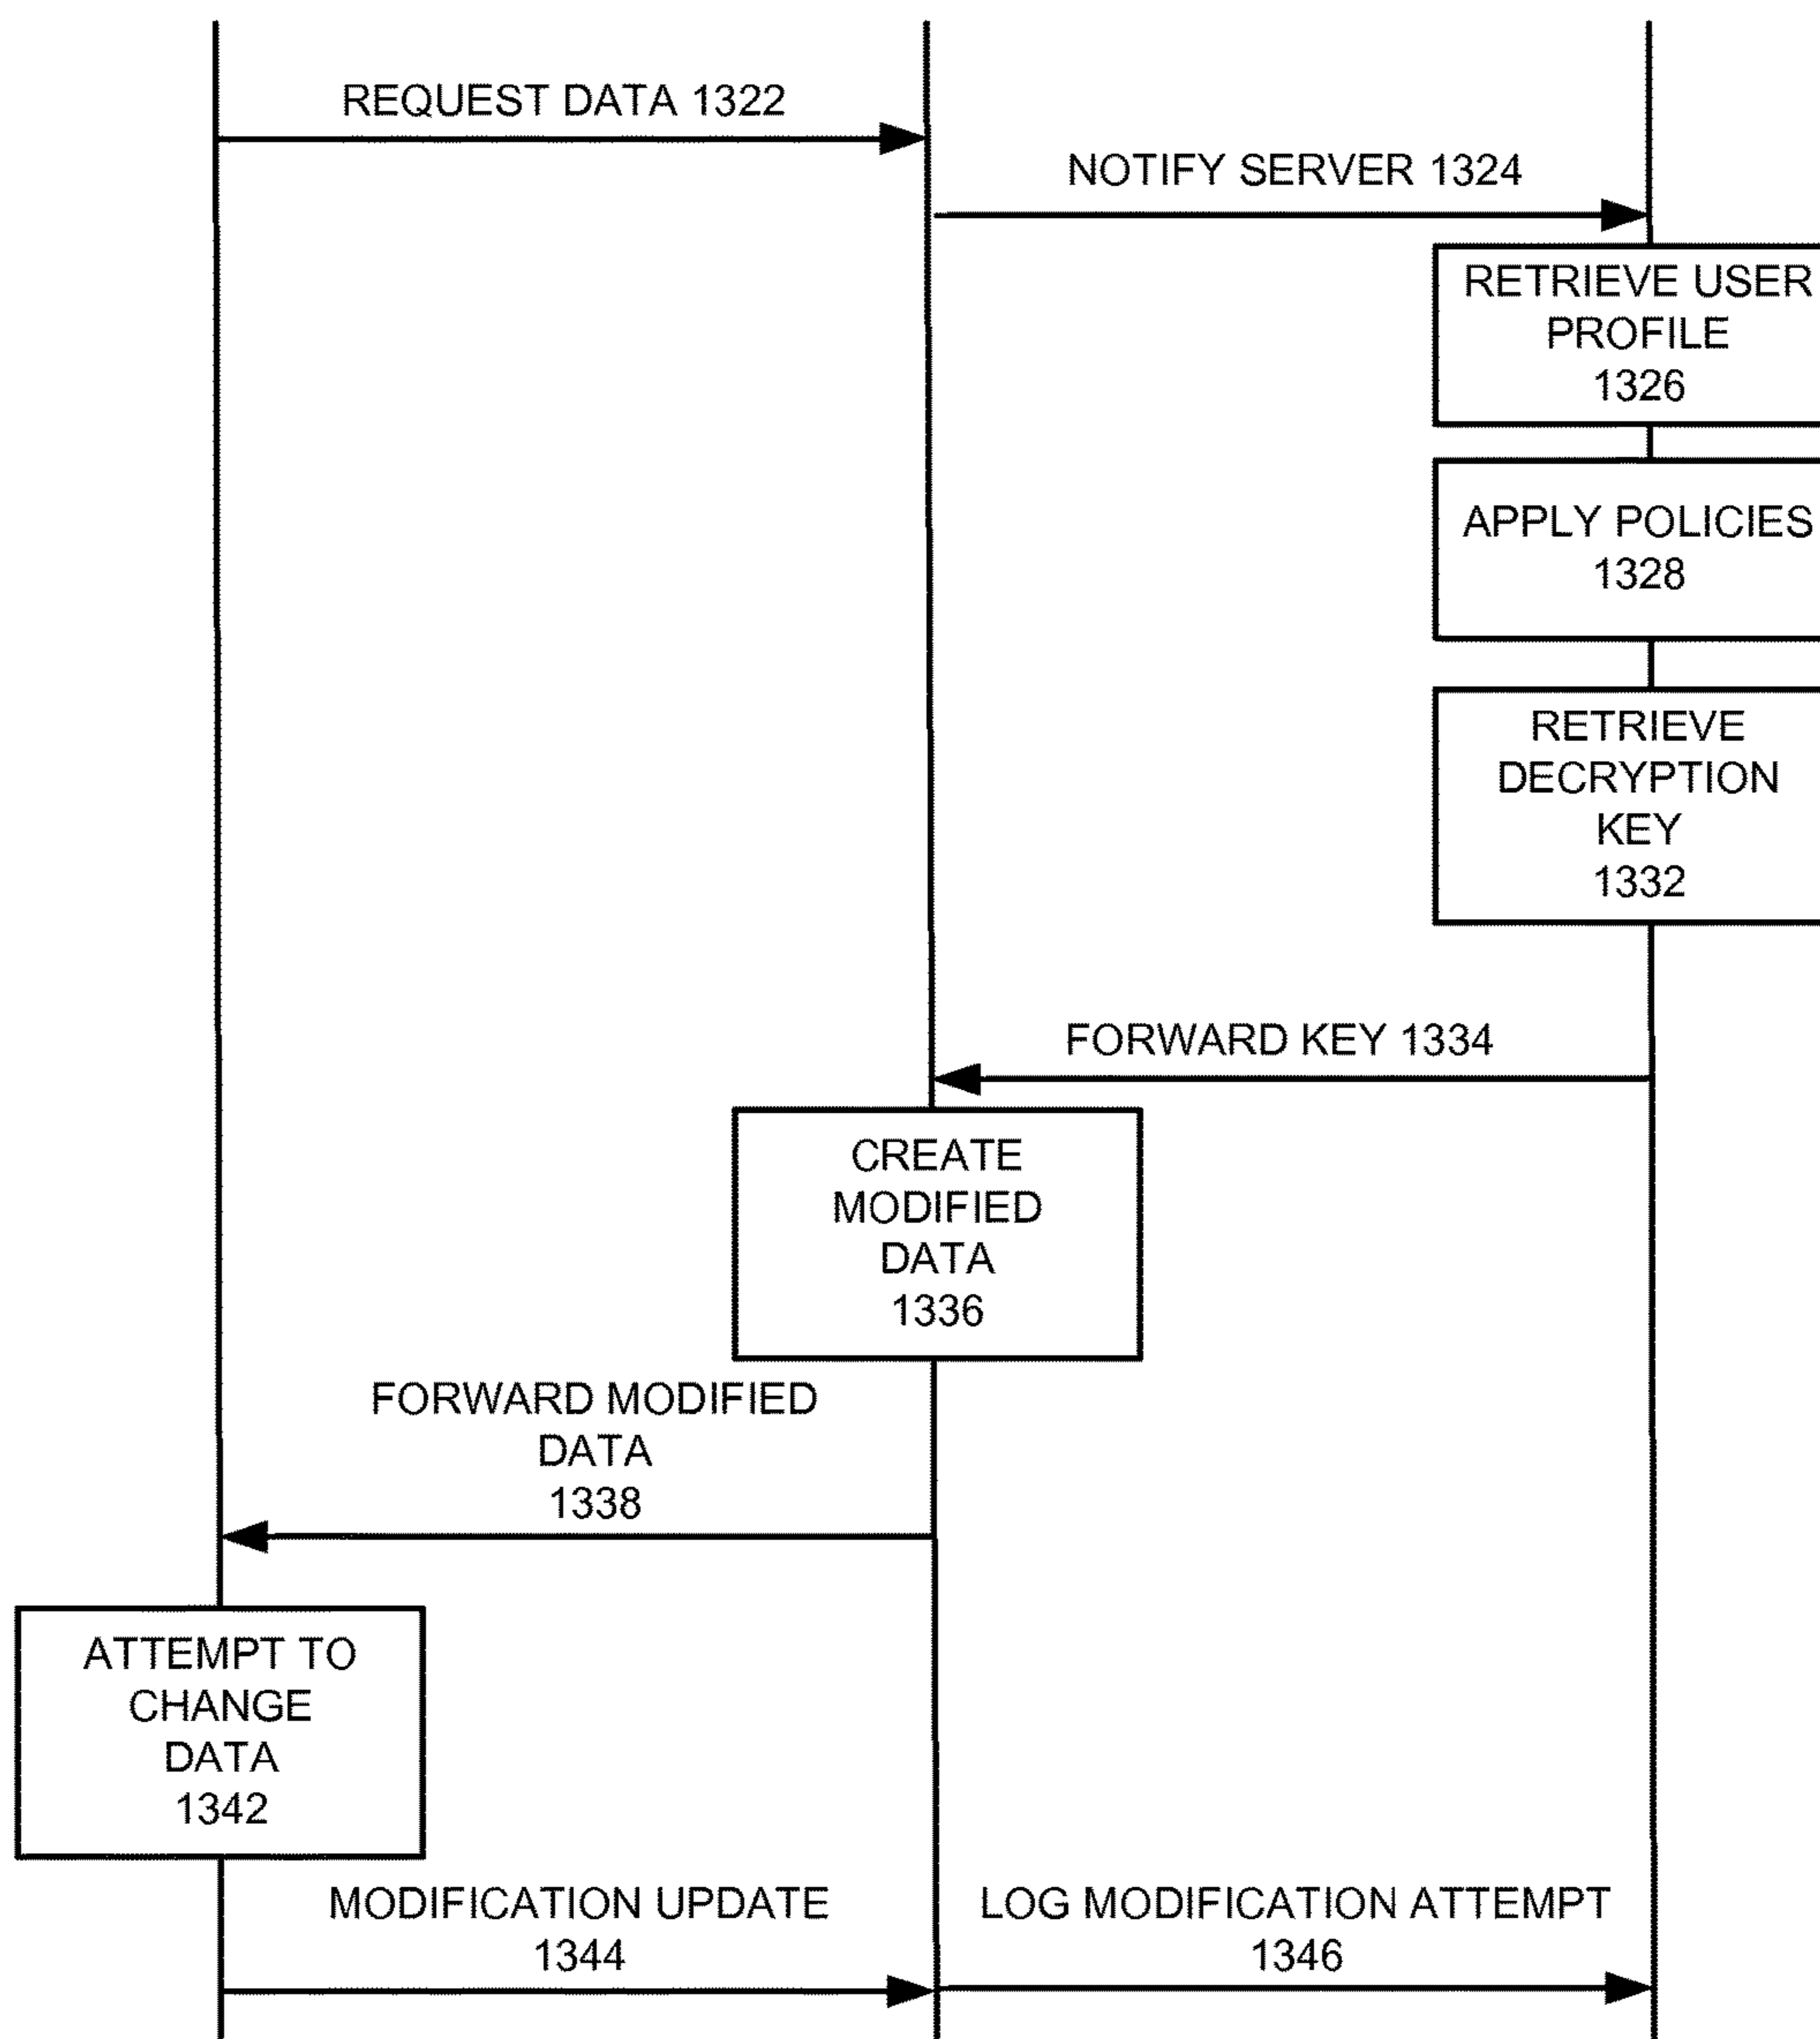 REQUEST DATA 1322
NOTIFY SERVER 1324
RETRIEVE USER
PROFILE
1326
APPLY POLICIES
1328
RETRIEVE
DECRYPTION
KEY
1332
FORWARD KEY 1334
CREATE
MODIFIED
DATA
1336
FORWARD MODIFIED
DATA
1338
ATTEMPT TO
CHANGE
DATA
1342
MODIFICATION UPDATE
1344
LOG MODIFICATION ATTEMPT
1346